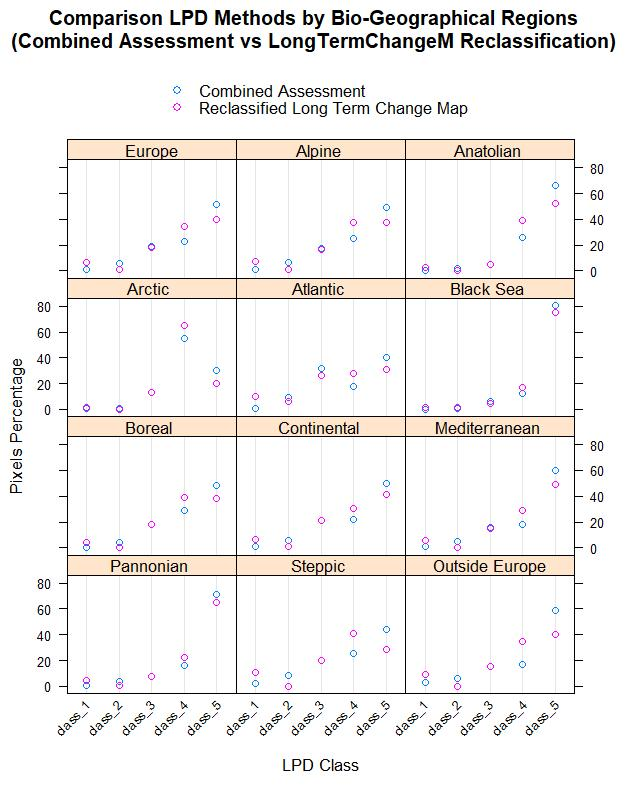 Comparison LPD Methods by Bio-Geographical Regions
(Combined Assessment vs LongTermChangeM Reclassification)
Combined Assessment
Reclassified Long Term Change Map
Europe Alpine Anatolian
80
60
40
20
0
Arctic Atlantic Black Sea
80
60
40
20
0
Boreal Continental Mediterranean
80
60
40
20
0
Pannonian Steppic Outside Europe
80
60
40
20
0
Pixels Percentage
class_1 class_2 class_3 class_4 class_5 class_1 class_2 class_3 class_4 class_5 class_1 class_2 class_3 class_4 class_5
LPD Class